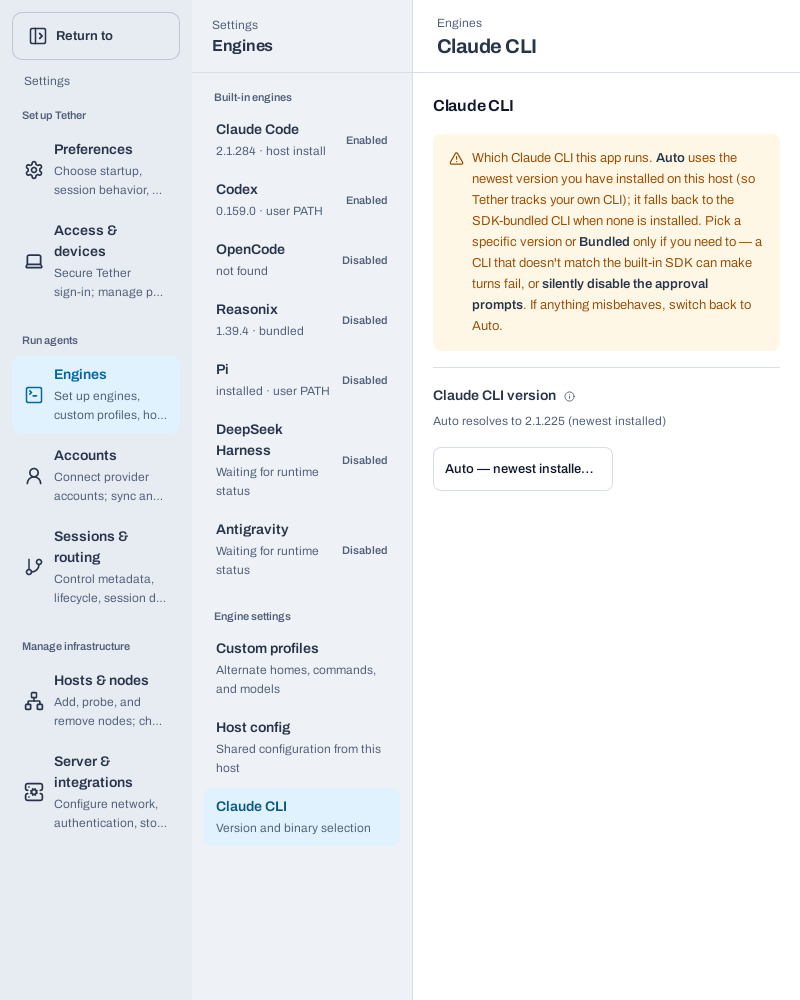 Return to
Settings
Set up Tether
Preferences
Choose startup,
session behavior, ...
Access &
devices
Secure Tether
sign-in; manage p...
Run agents
Engines
Set up engines,
custom profiles, ho...
Accounts
Connect provider
accounts; sync an...
Sessions &
routing
Control metadata,
lifecycle, session d...
Manage infrastructure
Hosts & nodes
Add, probe, and
remove nodes; ch...
Server &
integrations
Configure network,
authentication, sto...
Settings
Engines
Built-in engines
Claude Code
2.1.284 · host install
Enabled
Codex
0.159.0 · user PATH
Enabled
OpenCode
not found
Disabled
Reasonix
1.39.4 · bundled
Disabled
Pi
installed · user PATH
Disabled
DeepSeek
Harness
Waiting for runtime
status
Disabled
Antigravity
Waiting for runtime
status
Disabled
Engine settings
Custom profiles
Alternate homes, commands,
and models
Host config
Shared configuration from this
host
Claude CLI
Version and binary selection
Engines
Claude CLI
Claude CLI
Which Claude CLI this app runs. Auto uses the
newest version you have installed on this host (so
Tether tracks your own CLI); it falls back to the
SDK-bundled CLI when none is installed. Pick a
specific version or Bundled only if you need to — a
CLI that doesn't match the built-in SDK can make
turns fail, or silently disable the approval
prompts. If anything misbehaves, switch back to
Auto.
Claude CLI version
Auto resolves to 2.1.225 (newest installed)
Auto — newest installe...